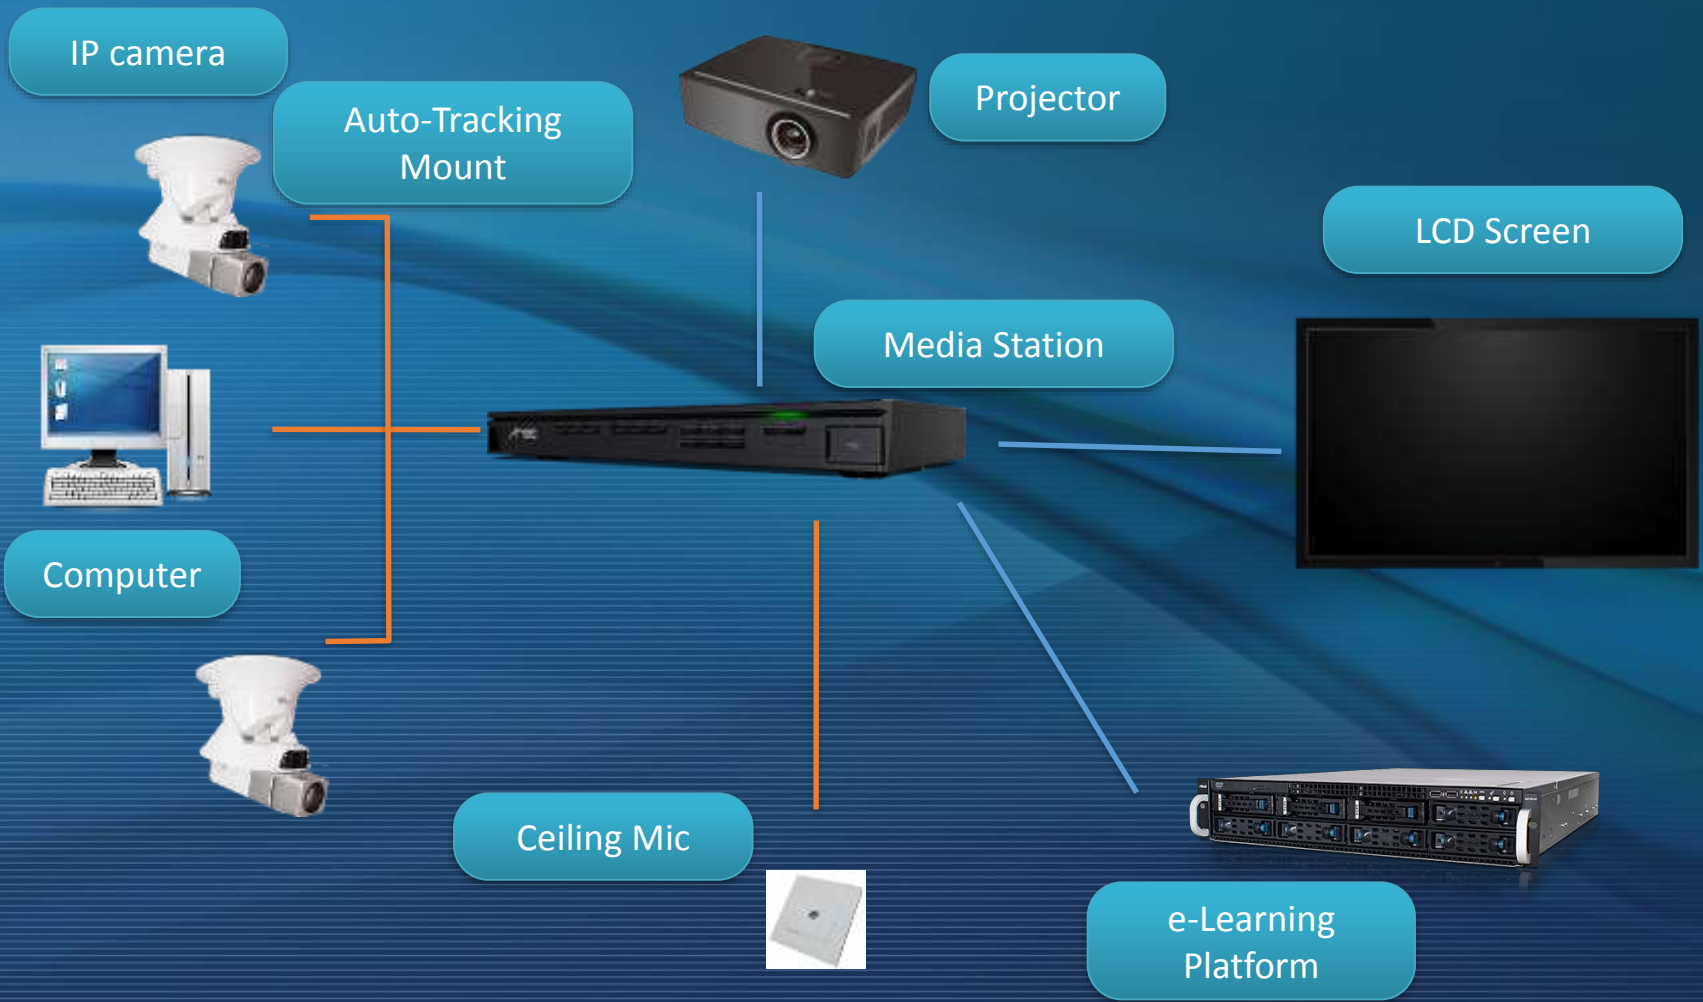 IP camera
Auto-Tracking
Mount
Projector
LCD Screen
Media Station
Computer
Ceiling Mic
e-Learning
Platform